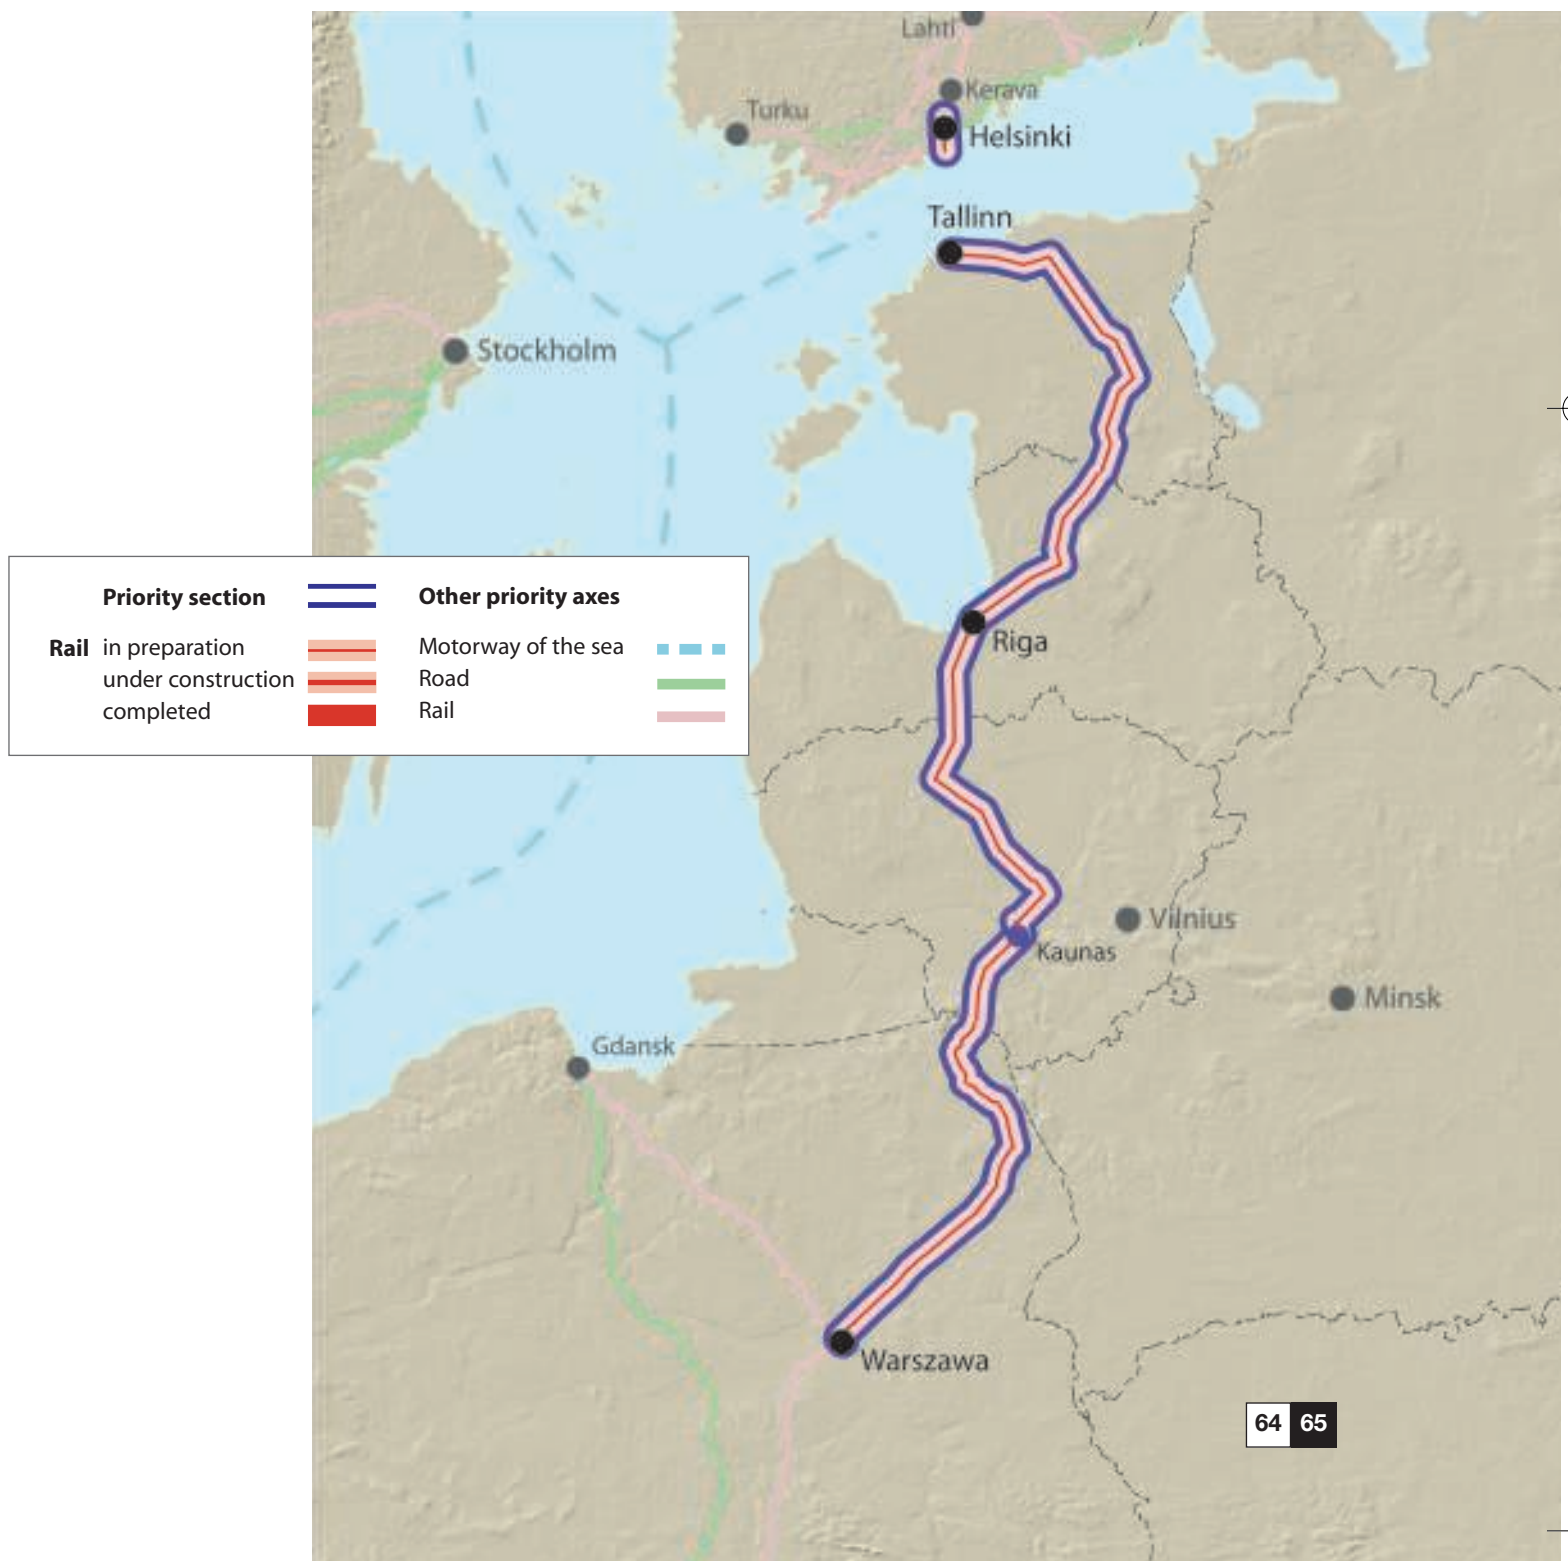 Lahti
Kerava
Turku
Helsinki
Tallinn
Stockholm
Priority section
Other priority axes
Rail in preparation
Motorway of the sea
under construction
Road
completed
Rail
Riga
Vilnius
Kaunas
Minsk
Gdansk
Warszawa
64 65